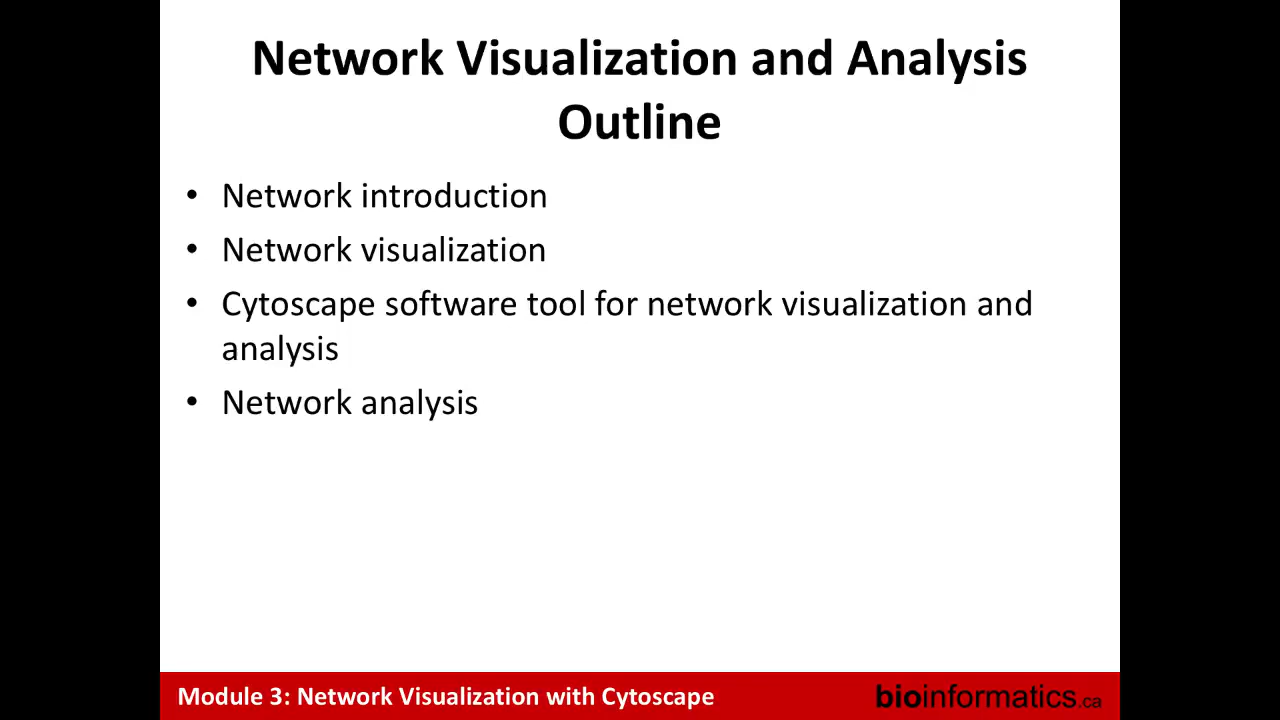 Network Visualization and Analysis
Outline
• Network introduction
• Network visualization
• Cytoscape software tool for network visualization and
analysis
• Network analysis
Module 3: Network Visualization with Cytoscape
bioinformatics.ca